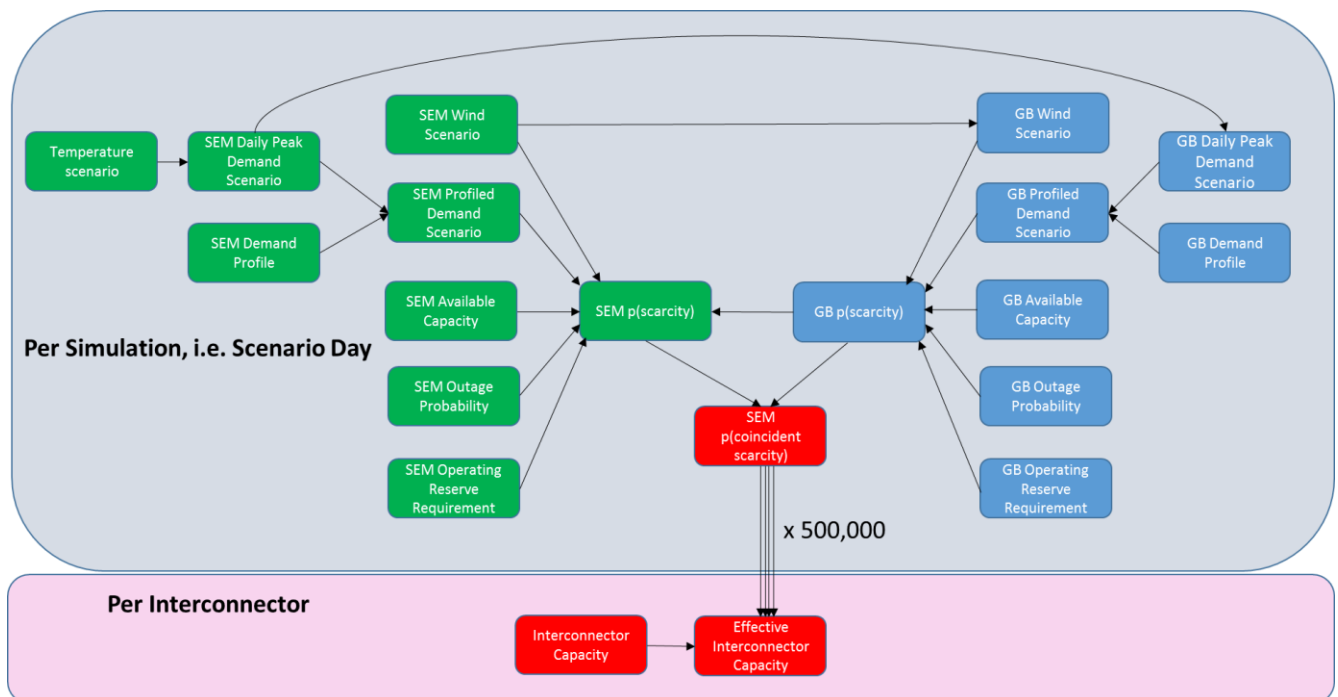 SEM Wind
Scenario
GB Wind
Scenario
Temperature
scenario
SEM Daily Peak
Demand
Scenario
GB Daily Peak
Demand
Scenario
SEM Profiled
Demand
Scenario
GB Profiled
Demand
Scenario
SEM Demand
Profile
GB Demand
Profile
SEM Available
Capacity
SEM p(scarcity)
GB p(scarcity)
GB Available
Capacity
Per Simulation, i.e. Scenario Day
SEM Outage
Probability
GB Outage
Probability
SEM
p(coincident
scarcity)
SEM Operating
Reserve
Requirement
GB Operating
Reserve
Requirement
x 500,000
Per Interconnector
Interconnector
Capacity
Effective
Interconnector
Capacity